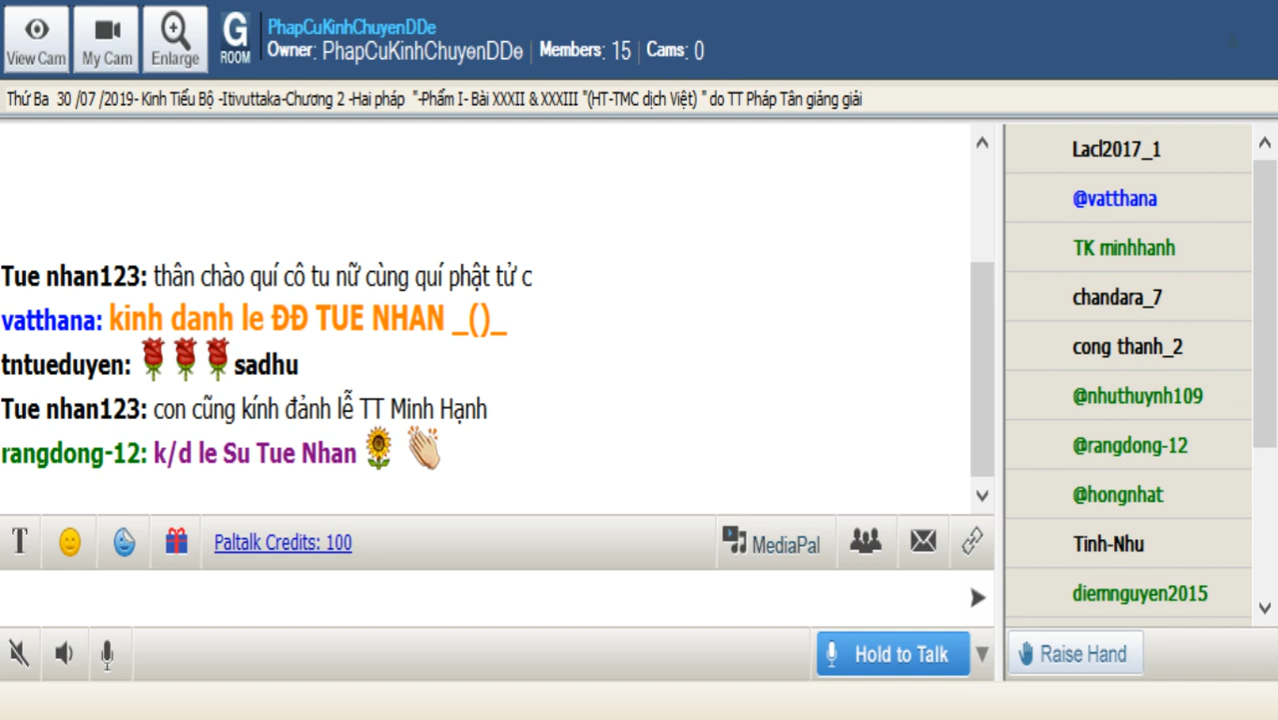 View Cam
My Cam
Enlarge
G
ROOM
PhapCuKinhChuyenDDe
Owner: PhapCuKinhChuyenDDe | Members: 15 | Cams: 0
Thứ Ba 30 /07 /2019- Kinh Tiểu Bộ -Itivuttaka-Chương 2 -Hai pháp "-Phẩm I- Bài XXXII & XXXIII "(HT-TMC dịch Việt) " do TT Pháp Tân giảng giải
Tue nhan123: thân chào quí cô tu nữ cùng quí phật tử c
vatthana: kinh danh le ĐĐ TUE NHAN _()_
tntueduyen: sadhu
Tue nhan123: con cũng kính đảnh lễ TT Minh Hạnh
rangdong-12: k/d le Su Tue Nhan
Lacl2017_1
@vatthana
TK minhhanh
chandara_7
cong thanh_2
@nhuthuynh109
@rangdong-12
@hongnhat
Tinh-Nhu
diemnguyen2015
T
Paltalk Credits: 100
MediaPal
Hold to Talk
Raise Hand